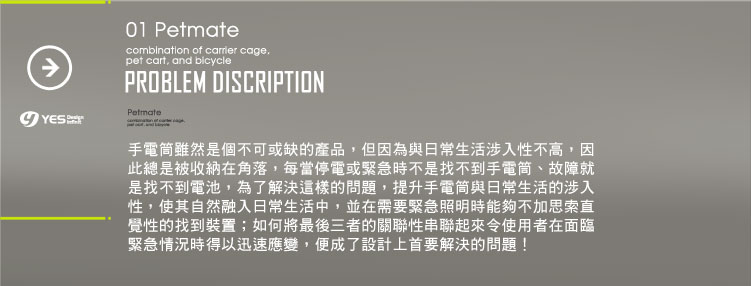 01 Petmate
combination of carrier cage,
pet cart, and bicycle
PROBLEM DISCRIPTION
YES Design
Petmate
combination of carrier cage,
pet cart, and bicycle
手電筒雖然是個不可或缺的產品，但因為與日常生活涉入性不高，因
此總是被收納在角落，每當停電或緊急時不是找不到手電筒、故障就
是找不到電池，為了解決這樣的問題，提升手電筒與日常生活的涉入
性，使其自然融入日常生活中，並在需要緊急照明時能夠不加思索直
覺性的找到裝置；如何將最後三者的關聯性串聯起來令使用者在面臨
緊急情況時得以迅速應變，便成了設計上首要解決的問題！